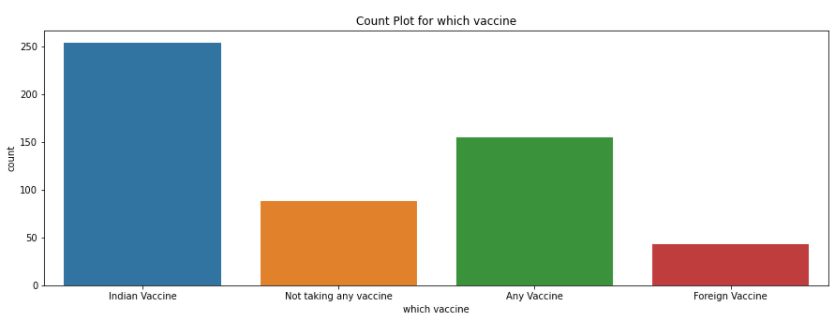 Count Plot for which vaccine
250
200
150
100
50
0
count
Indian Vaccine
Not taking any vaccine
Any Vaccine
Foreign Vaccine
which vaccine